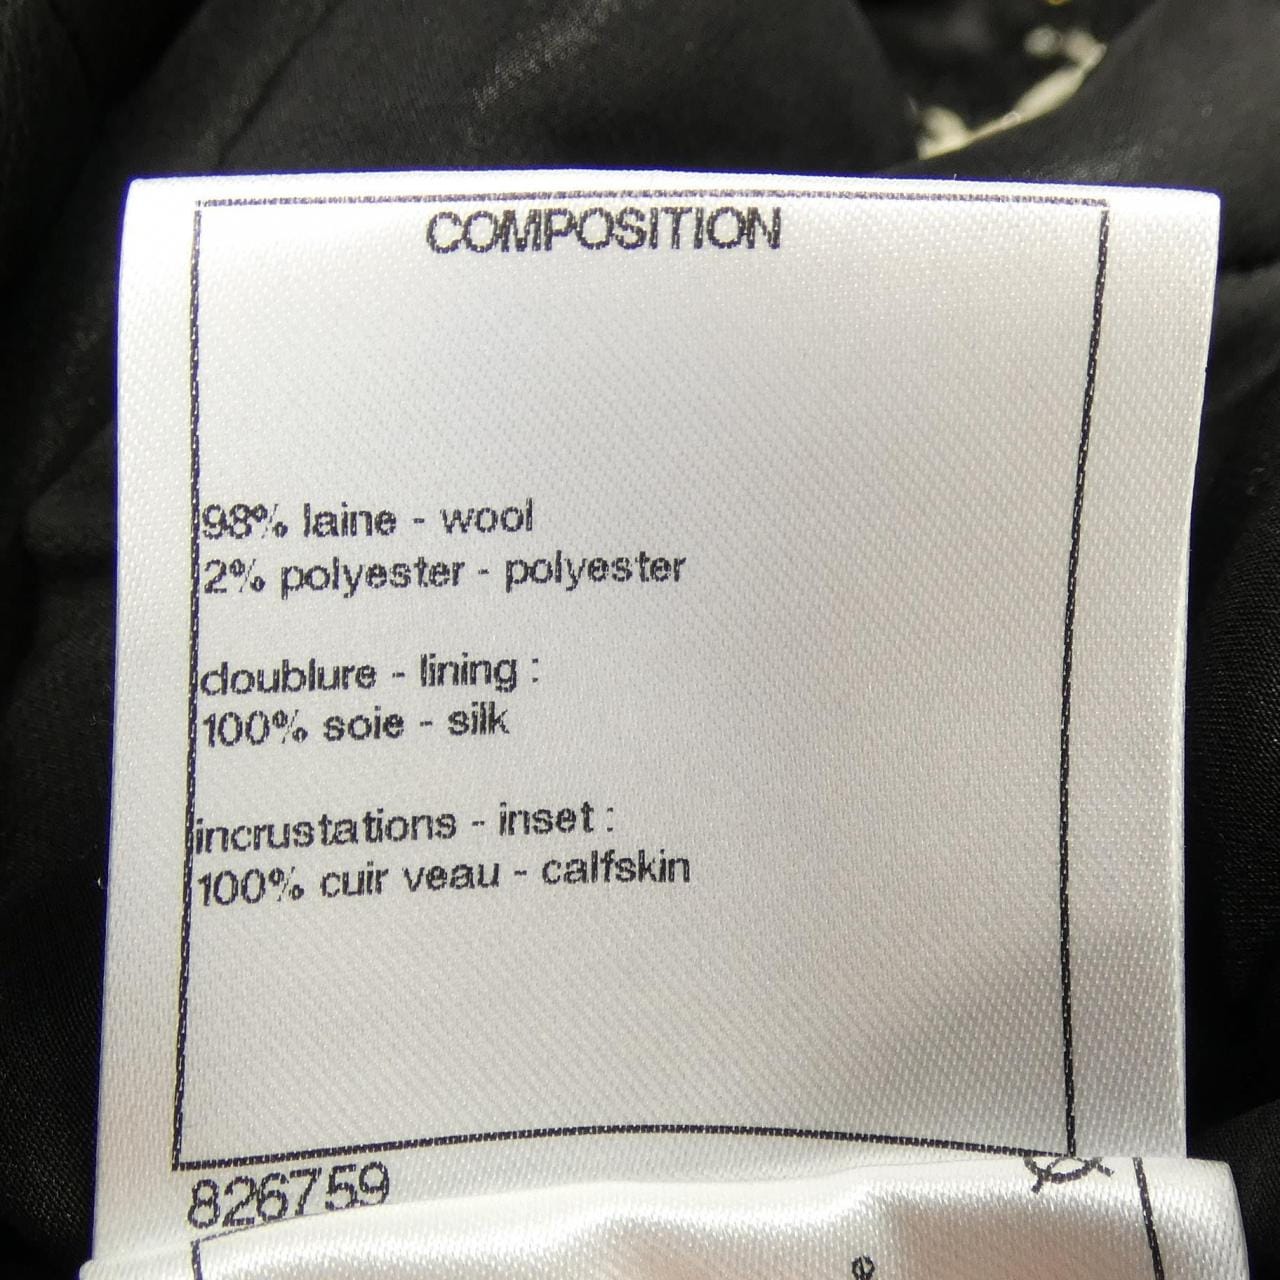 COMPOSITION
98% laine - wool
2% polyester - polyester
doublure - lining :
100% soie - silk
incrustations - inset :
100% cuir veau - calfskin
826759
e